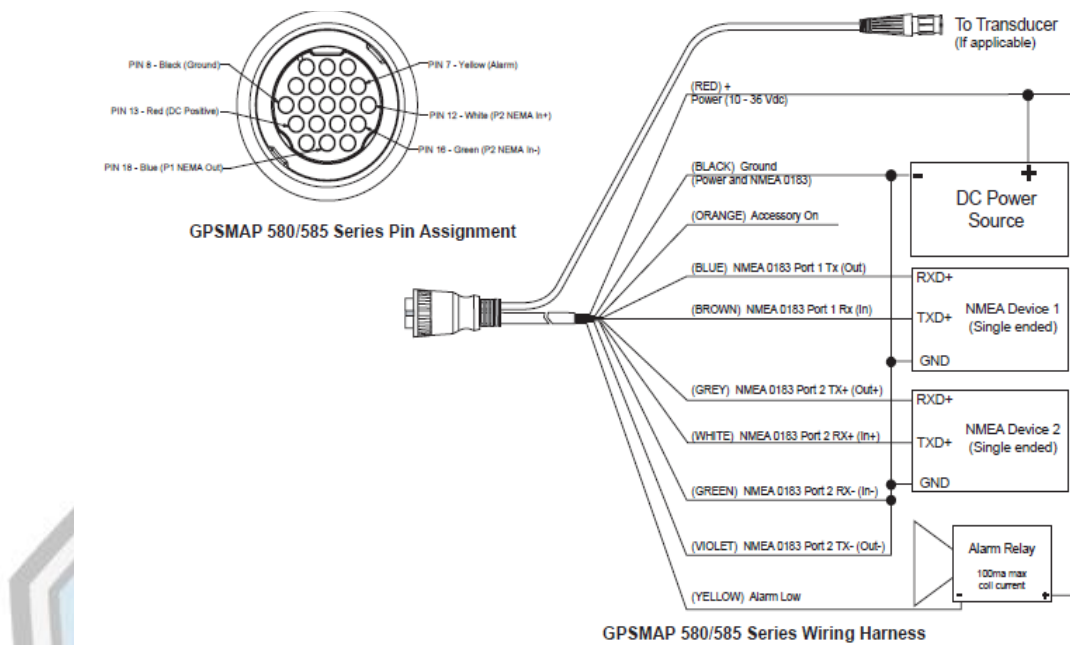 To Transducer
(If applicable)
PIN 8 - Black (Ground)
PIN 7 - Yellow (Alarm)
PIN 13 - Red (DC Positive)
PIN 12 - White (P2 NEMA In+)
PIN 16 - Green (P2 NEMA In-)
PIN 18 - Blue (P1 NEMA Out)
GPSMAP 580/585 Series Pin Assignment
(RED) +
Power (10 - 36 Vdc)
(BLACK) Ground
(Power and NMEA 0183)
(ORANGE) Accessory On
- +
DC Power
Source
(BLUE) NMEA 0183 Port 1 Tx (Out)
(BROWN) NMEA 0183 Port 1 Rx (In)
RXD+
TXD+
GND
NMEA Device 1
(Single ended)
(GREY) NMEA 0183 Port 2 TX+ (Out+)
(WHITE) NMEA 0183 Port 2 RX+ (In+)
(GREEN) NMEA 0183 Port 2 RX- (In-)
(VIOLET) NMEA 0183 Port 2 TX- (Out-)
RXD+
TXD+
GND
NMEA Device 2
(Single ended)
(YELLOW) Alarm Low
Alarm Relay
100ma max
coil current
- +
GPSMAP 580/585 Series Wiring Harness